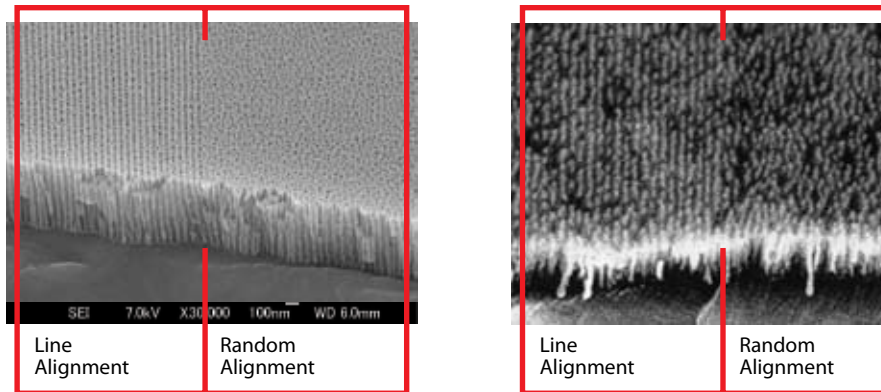 SEI 7.0kV X30,000 100nm WD 6.0mm
Line
Alignment
Random
Alignment
Line
Alignment
Random
Alignment